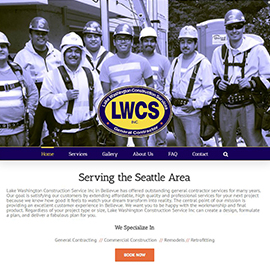 Lake Washington Construction Service
LWCS
INC
General Contractor
Home Services Gallery About Us FAQ Contact
Serving the Seattle Area
Lake Washington Construction Service Inc in Bellevue has offered outstanding general contractor services for many years.
Our goal is satisfying our customers by extending affordable, high quality and professional services for your next project
because we know how good it feels to watch your dream transform into reality. The central point of our mission is
providing an excellent customer experience in Bellevue. We want you to be happy with the workmanship and final
product. Regardless of your project type or size, Lake Washington Construction Service Inc can create a design, formulate
a plan, and deliver a fabulous plan for you.
We Specialize In
General Contracting // Commercial Construction // Remodels // Retrofitting
BOOK NOW